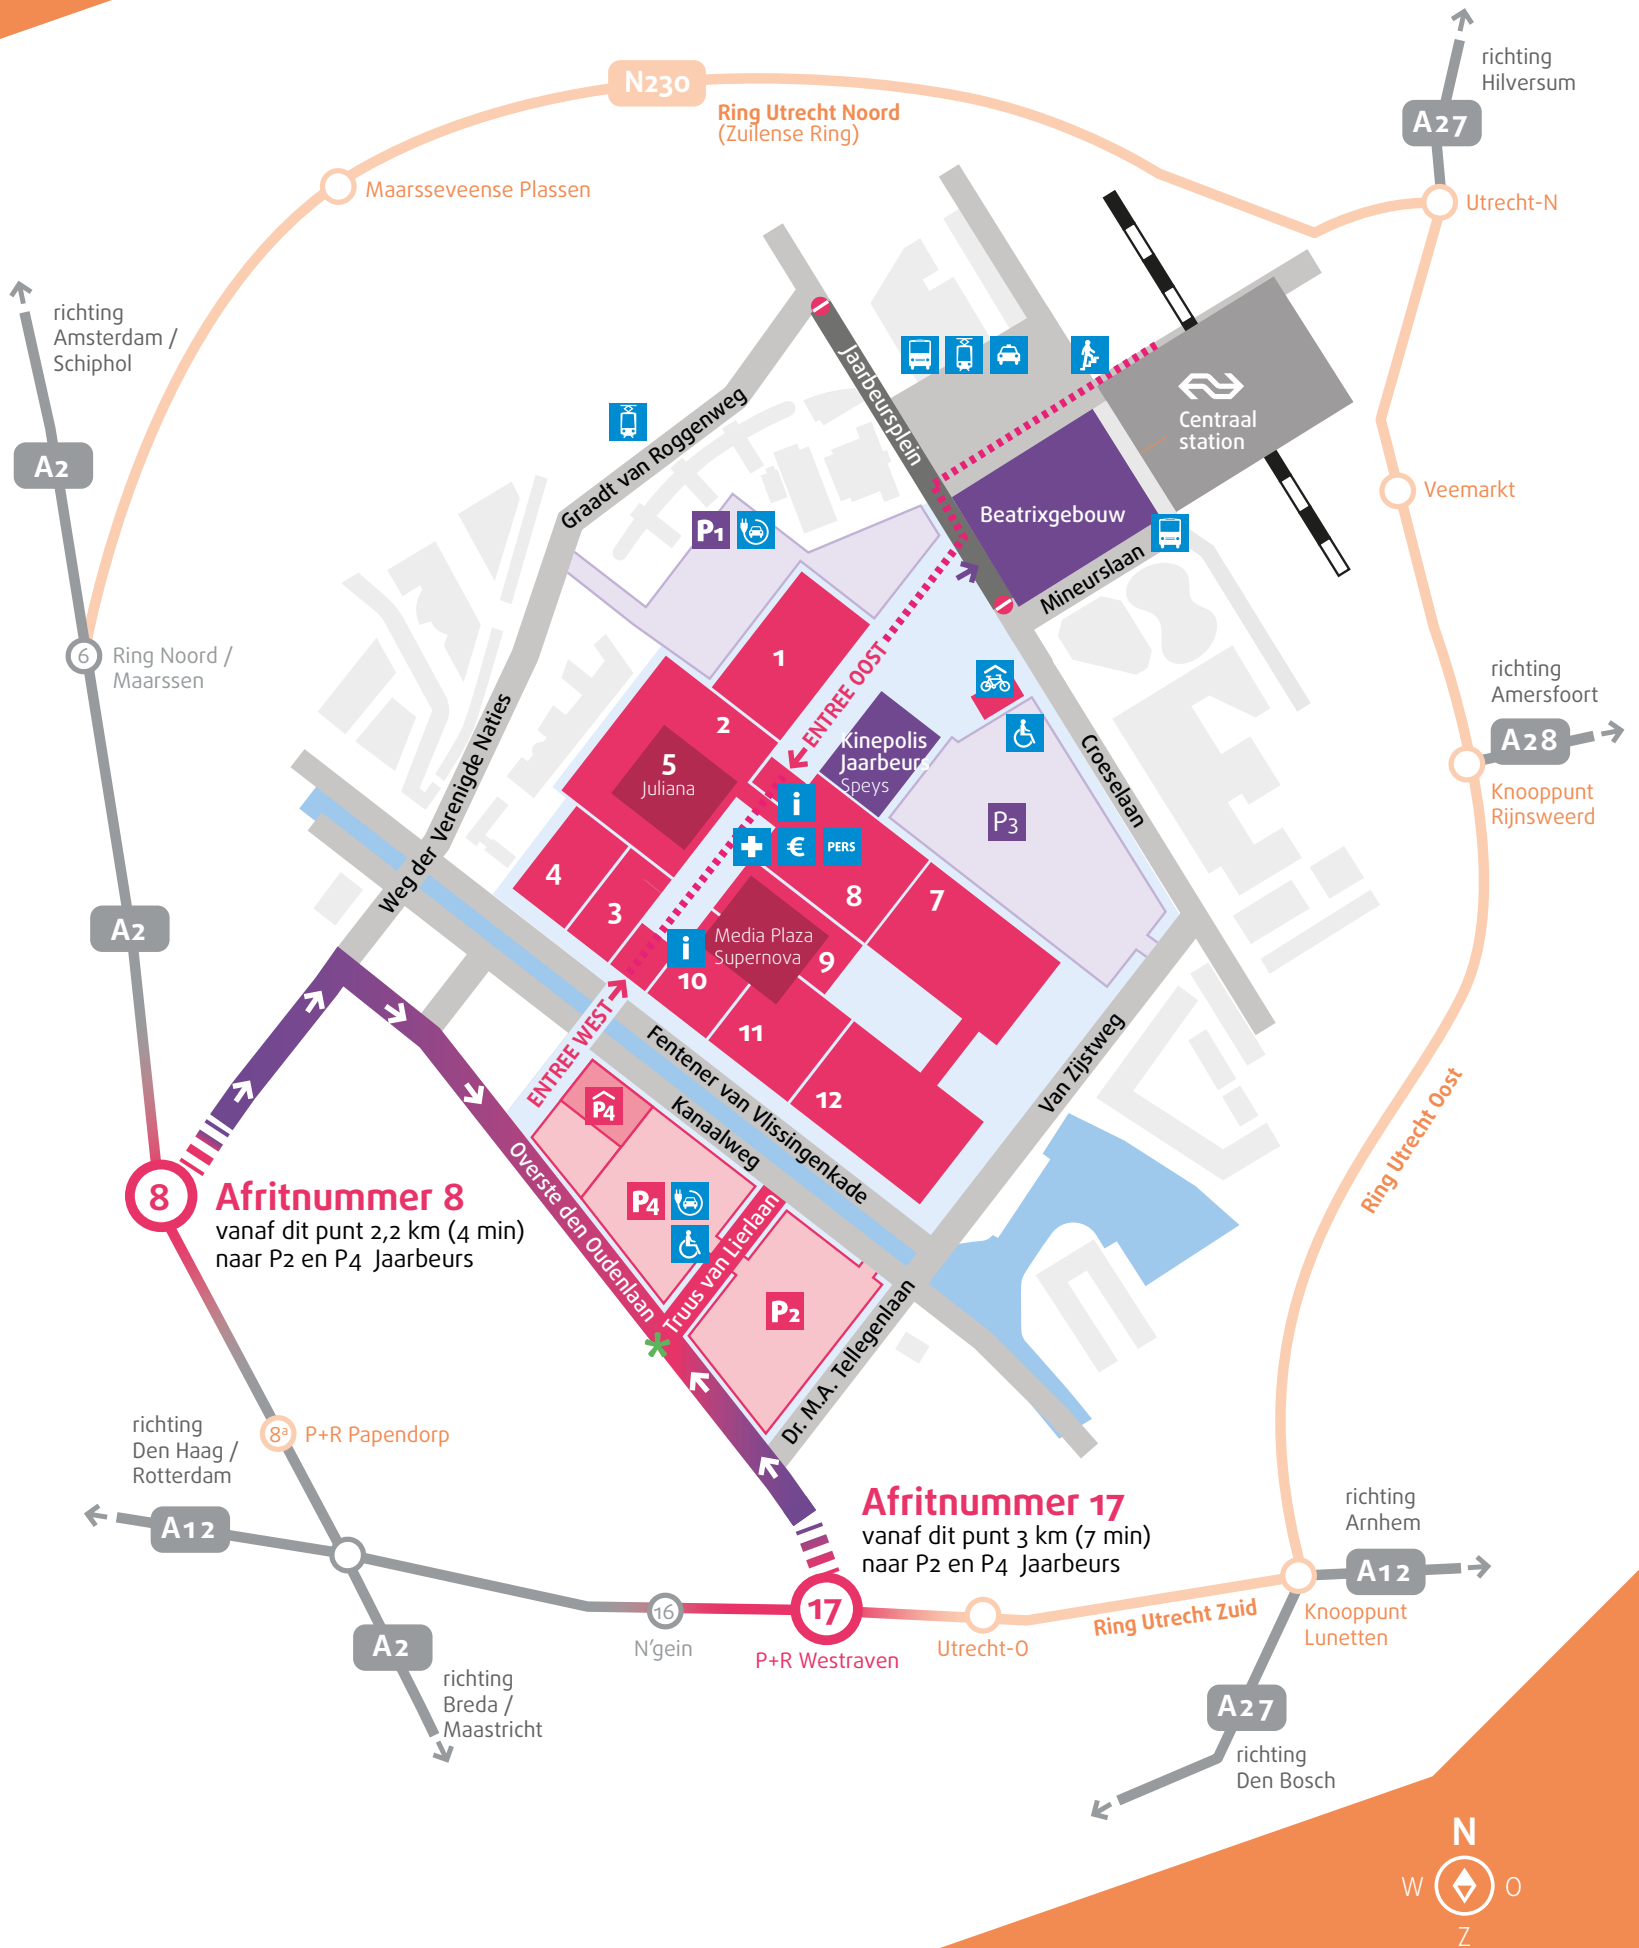 N230
Ring Utrecht Noord
(Zuilense Ring)
richting
Hilversum
A27
Maarsseveense Plassen
Utrecht-N
richting
Amsterdam /
Schiphol
A2
Jaarbeursplein
Graadt van Roggenweg
Centraal
station
Beatrixgebouw
Mineurslaan
Veemarkt
P1
6
Ring Noord /
Maarssen
1
2
5
Juliana
ENTREE OOST
Kinepolis
Jaarbeurs
Speys
P3
Croeselaan
richting
Amersfoort
A28
Knooppunt
Rijnsweerd
Weg der Verenigde Naties
i
€
PERS
4
3
8
7
A2
i
Media Plaza
Supernova
9
10
11
12
ENTREE WEST
Fentener van Vlissingenkade
Kanaalweg
Van Zijstweg
P4
P4
Overste den Oudenlaan
Truus van Lierlaan
P2
Dr. M.A. Tellegenlaan
*
Ring Utrecht Oost
8
Afritnummer 8
vanaf dit punt 2,2 km (4 min)
naar P2 en P4 Jaarbeurs
8a
P+R Papendorp
richting
Den Haag /
Rotterdam
A12
Afritnummer 17
vanaf dit punt 3 km (7 min)
naar P2 en P4 Jaarbeurs
richting
Arnhem
A12
16
N'gein
17
P+R Westraven
Utrecht-O
Ring Utrecht Zuid
Knooppunt
Lunetten
A2
richting
Breda /
Maastricht
A27
richting
Den Bosch
N
W
O
Z